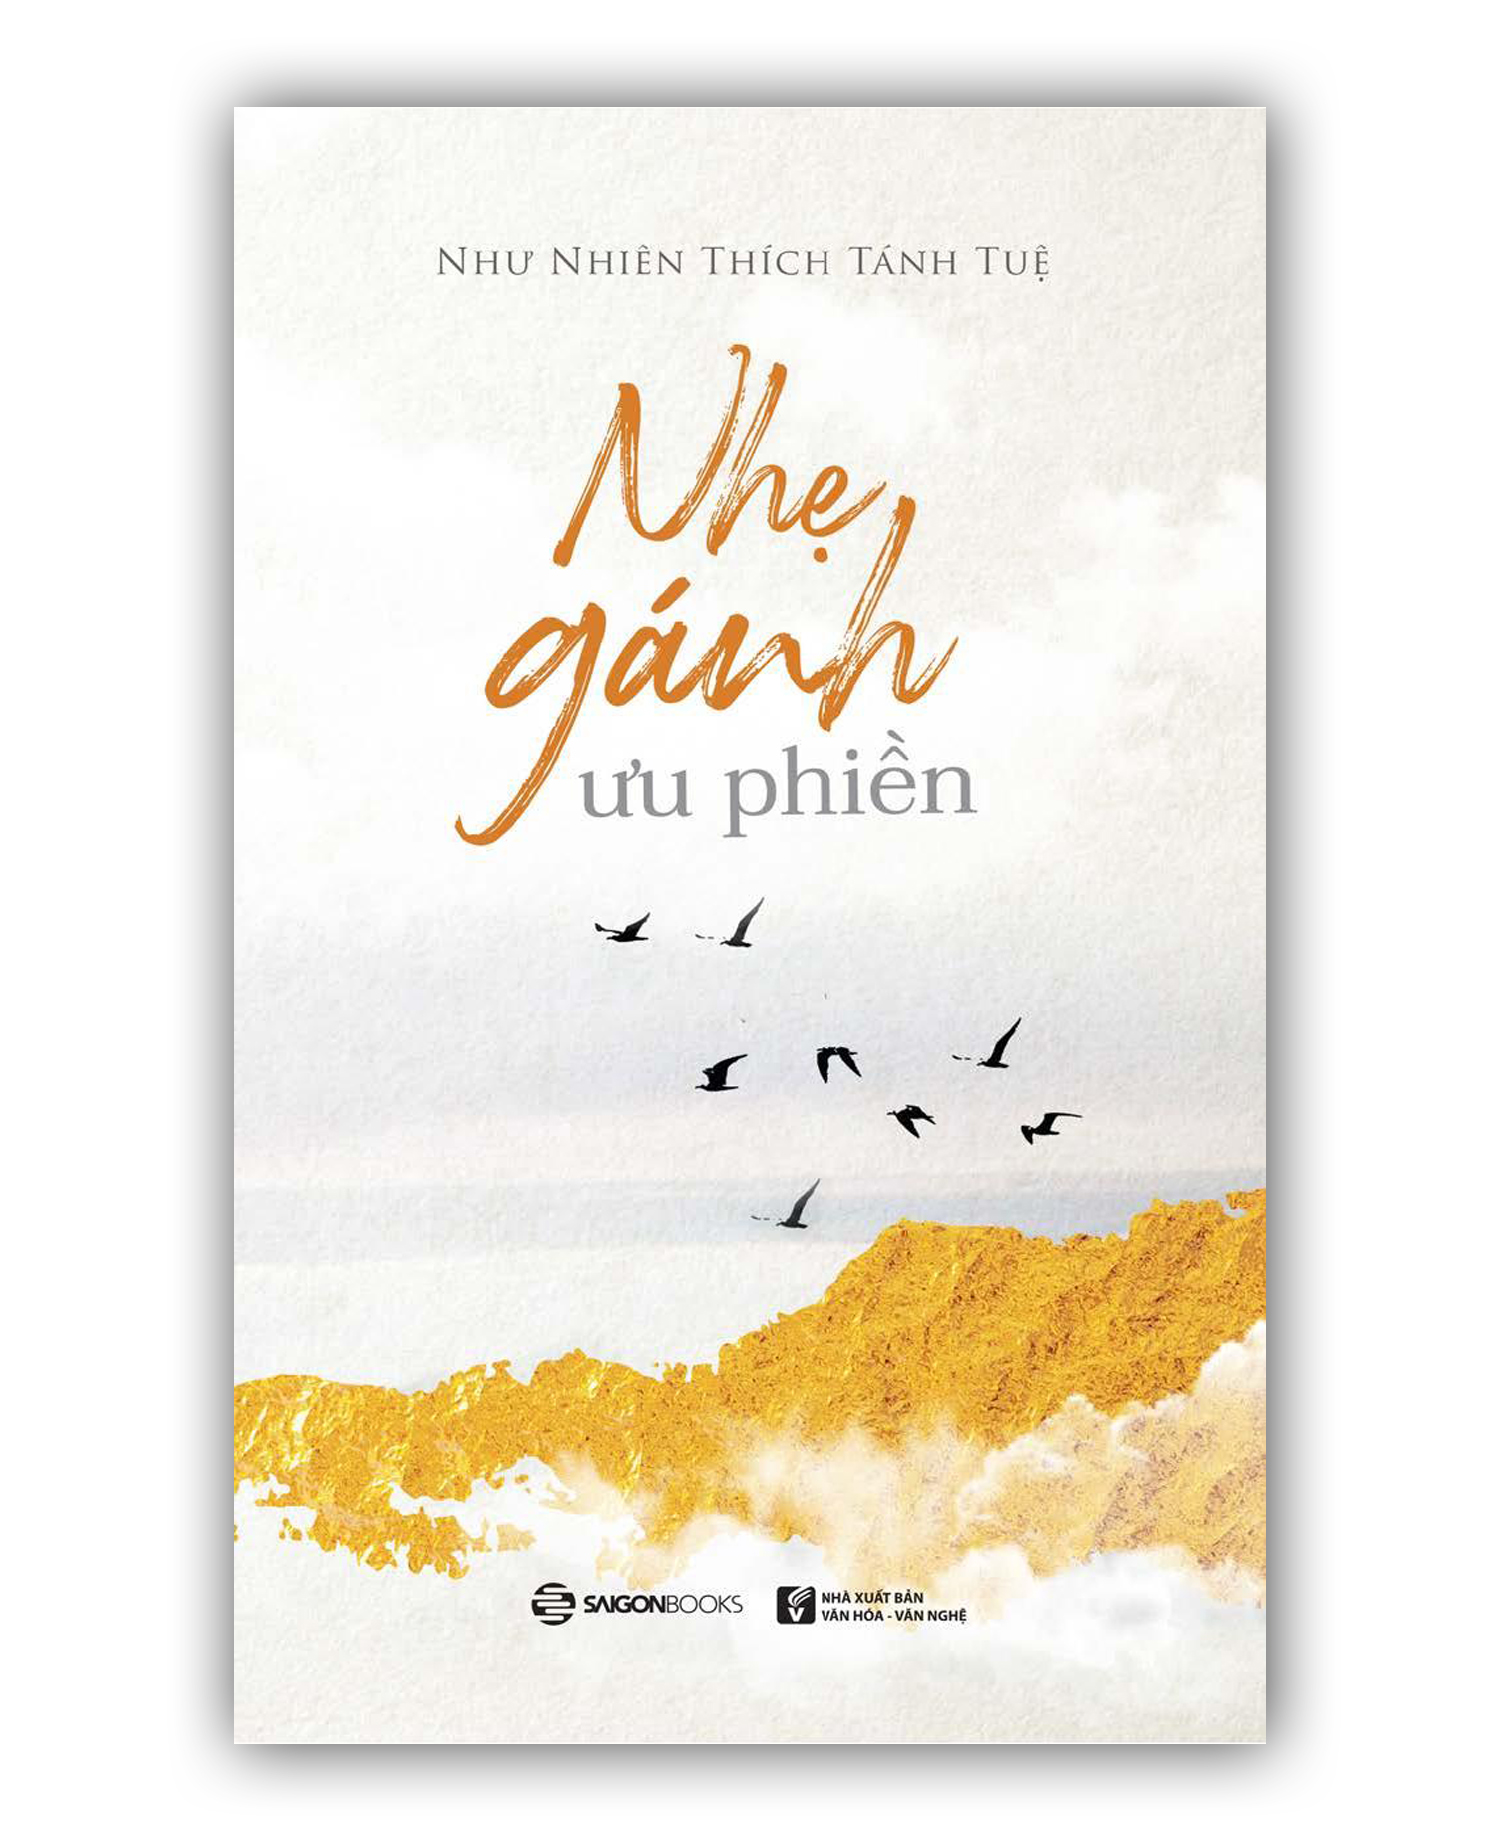 NHƯ NHIÊN THÍCH TÁNH TUỆ
Nhẹ
gánh
ưu phiền
SAIGONBOOKS
NHÀ XUẤT BẢN
VĂN HÓA - VĂN NGHỆ